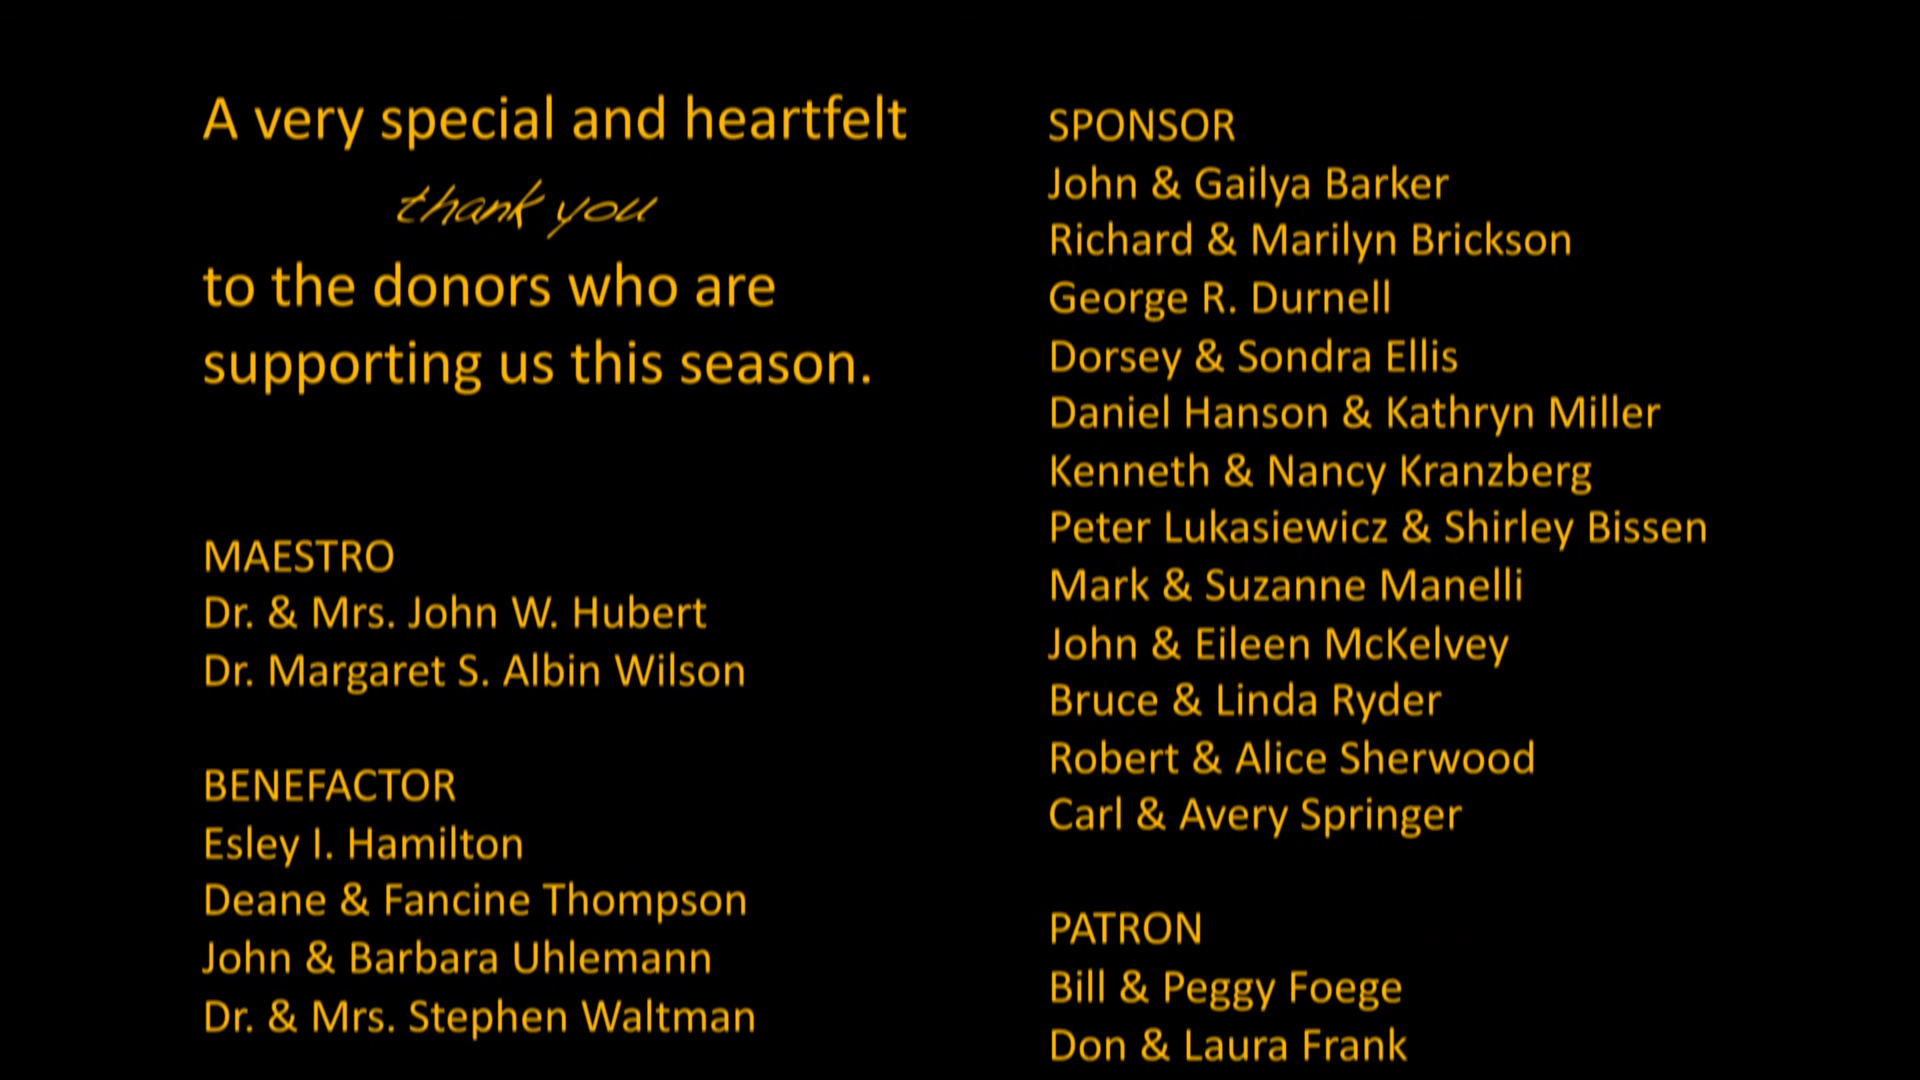 A very special and heartfelt
thank you
to the donors who are
supporting us this season.
MAESTRO
Dr. & Mrs. John W. Hubert
Dr. Margaret S. Albin Wilson
BENEFACTOR
Esley I. Hamilton
Deane & Fancine Thompson
John & Barbara Uhlemann
Dr. & Mrs. Stephen Waltman
SPONSOR
John & Gailya Barker
Richard & Marilyn Brickson
George R. Durnell
Dorsey & Sondra Ellis
Daniel Hanson & Kathryn Miller
Kenneth & Nancy Kranzberg
Peter Lukasiewicz & Shirley Bissen
Mark & Suzanne Manelli
John & Eileen McKelvey
Bruce & Linda Ryder
Robert & Alice Sherwood
Carl & Avery Springer
PATRON
Bill & Peggy Foege
Don & Laura Frank